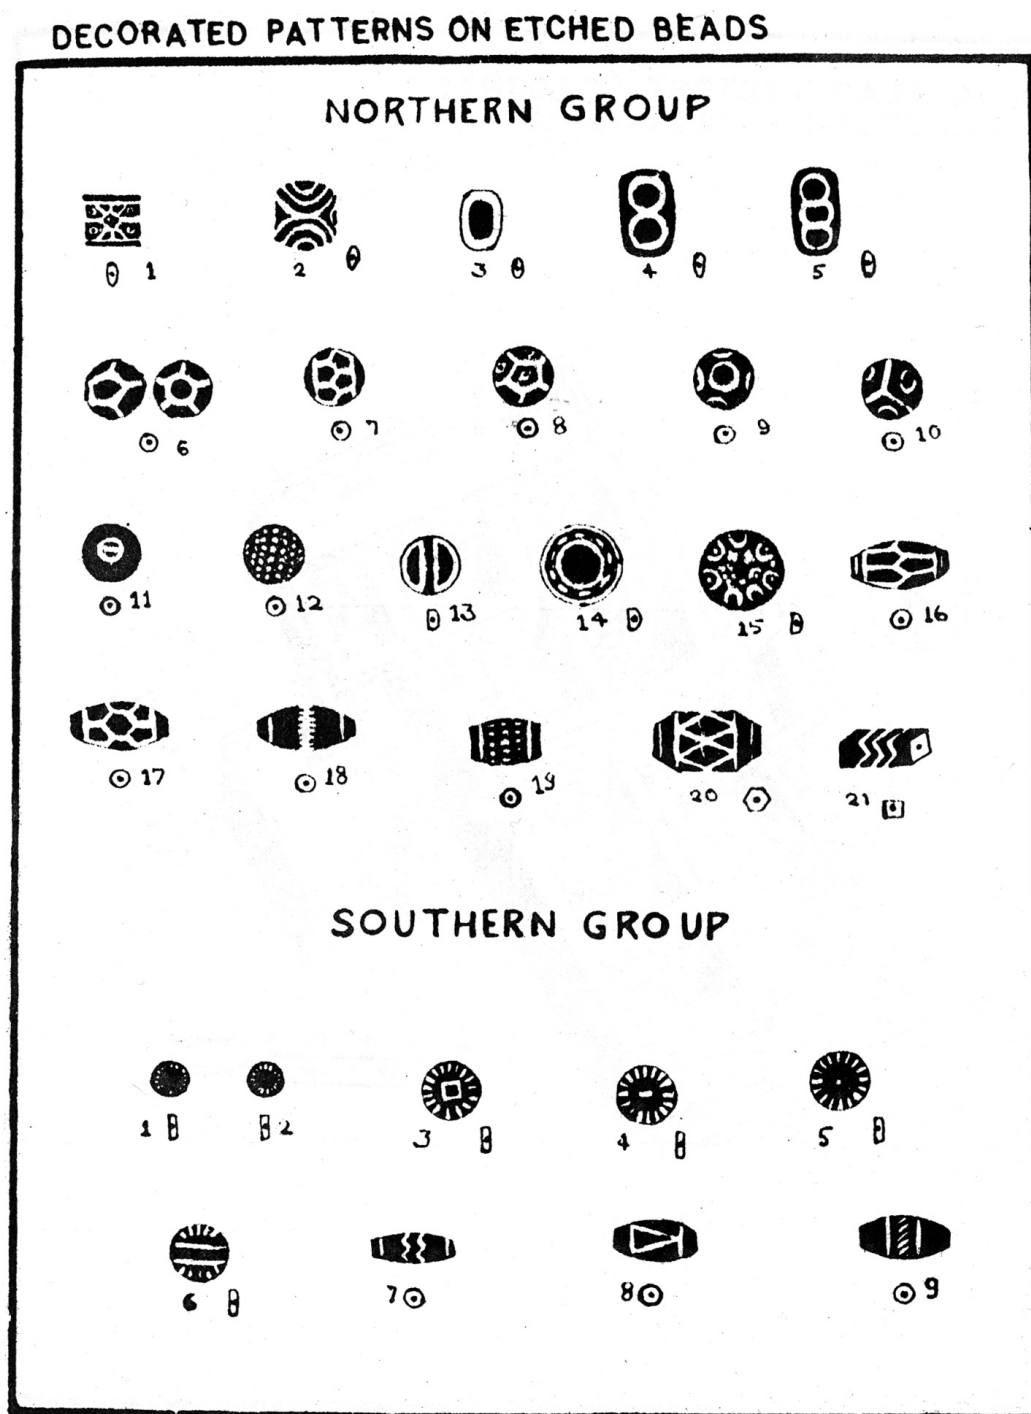 DECORATED PATTERNS ON ETCHED BEADS
NORTHERN GROUP
1 2 3 4 5
6 7 8 9 10
11 12 13 14 15 16
17 18 19 20 21
SOUTHERN GROUP
1 2 3 4 5
6 7 8 9